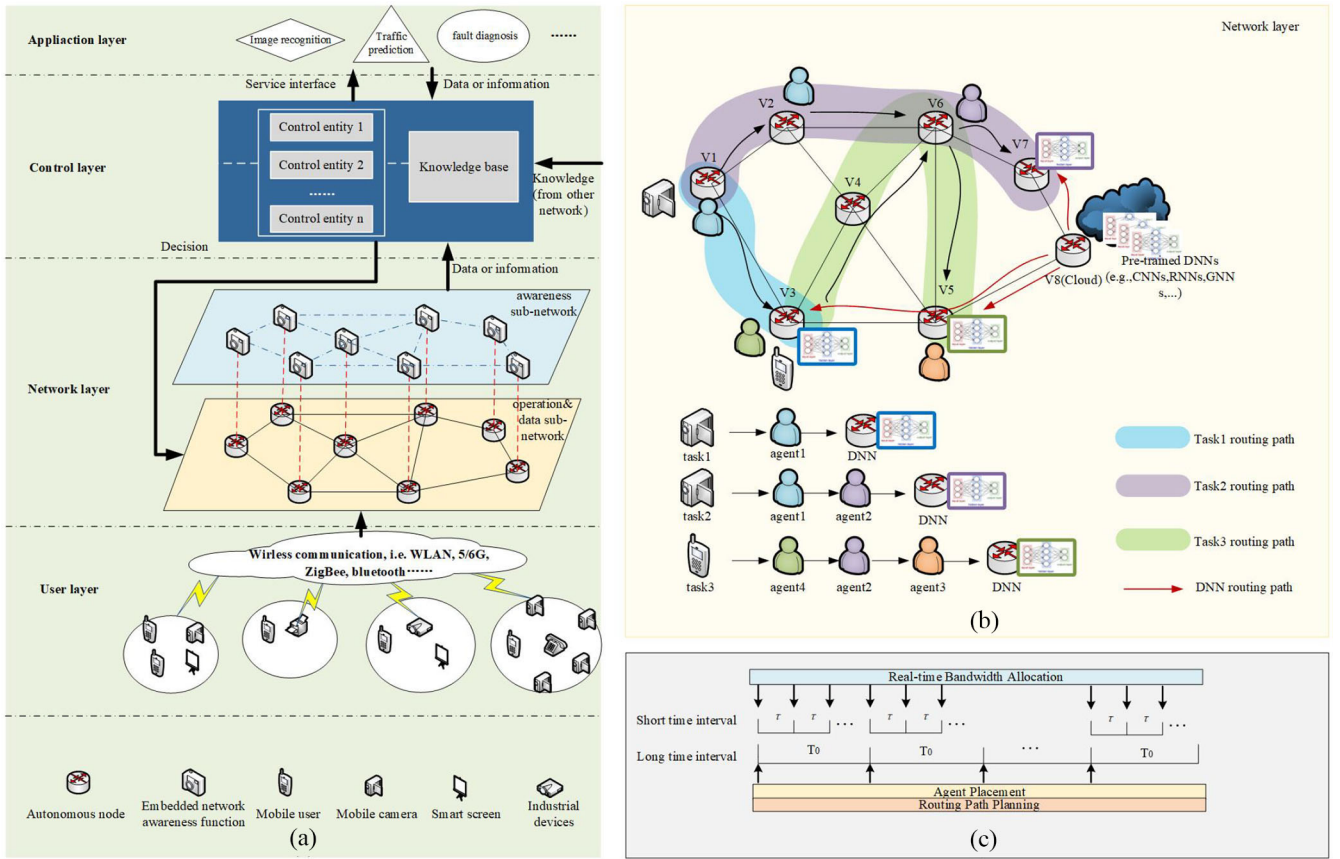 Appliaction layer
Image recognition
Traffic
prediction
fault diagnosis
......
Service interface
Data or information
Control layer
Control entity 1
Control entity 2
......
Control entity n
Knowledge base
Knowledge
(from other
network)
Decision
Data or information
awareness
sub-network
Network layer
operation&
data sub-
network
Wirless communication, i.e. WLAN, 5/6G,
ZigBee, bluetooth······
User layer
Autonomous node
Embedded network
awareness function
Mobile user
Mobile camera
Smart screen
Industrial
devices
(a)
Network layer
V1
V2
V6
V7
V4
V3
V5
V8(Cloud)
Pre-trained DNNs
(e.g.,CNNs,RNNs,GNN
s,...)
task1
agent1
DNN
task2
agent1
agent2
DNN
task3
agent4
agent2
agent3
DNN
Task1 routing path
Task2 routing path
Task3 routing path
DNN routing path
(b)
Real-time Bandwidth Allocation
Short time interval
τ τ ... τ τ ... τ τ ...
Long time interval
T0 T0 ... T0
Agent Placement
Routing Path Planning
(c)